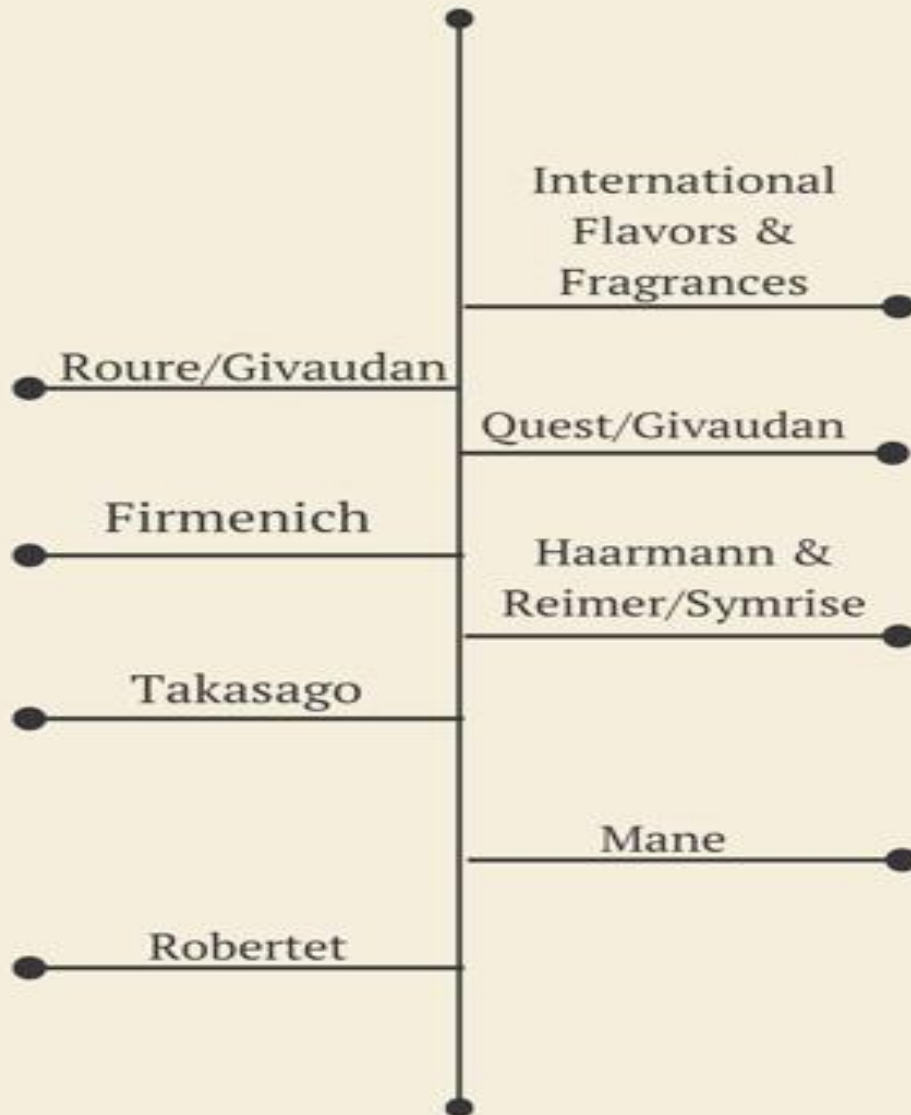 International
Flavors &
Fragrances
Roure/Givaudan
Quest/Givaudan
Firmenich
Haarmann &
Reimer/Symrise
Takasago
Mane
Robertet